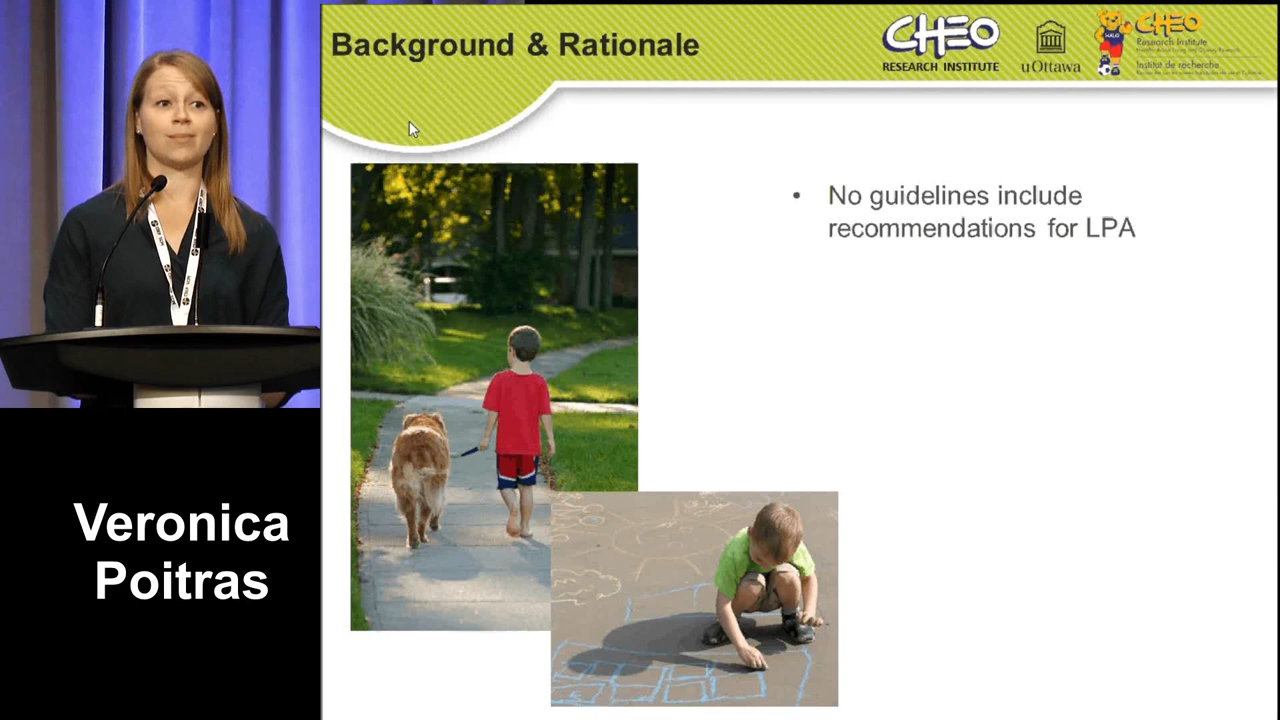 Background & Rationale
CHEO
RESEARCH INSTITUTE
uOttawa
CHEO
Research Institute
Institut de recherche
HALO
• No guidelines include
recommendations for LPA
Veronica
Poitras